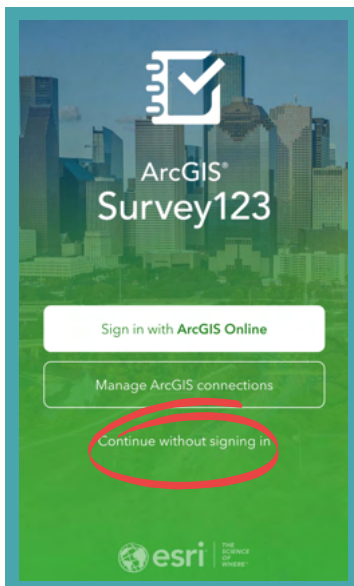 ArcGIS®
Survey123
Sign in with ArcGIS Online
Manage ArcGIS connections
Continue without signing in
esri
THE
SCIENCE
OF
WHERE®